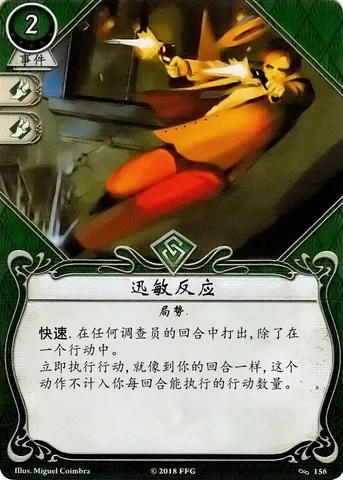 2
事件
迅敏反应
局势.
快速. 在任何调查员的回合中打出, 除了在
一个行动中。
立即执行行动, 就像到你的回合一样, 这个
动作不计入你每回合能执行的行动数量。
Illus. Miguel Coimbra © 2018 FFG 156